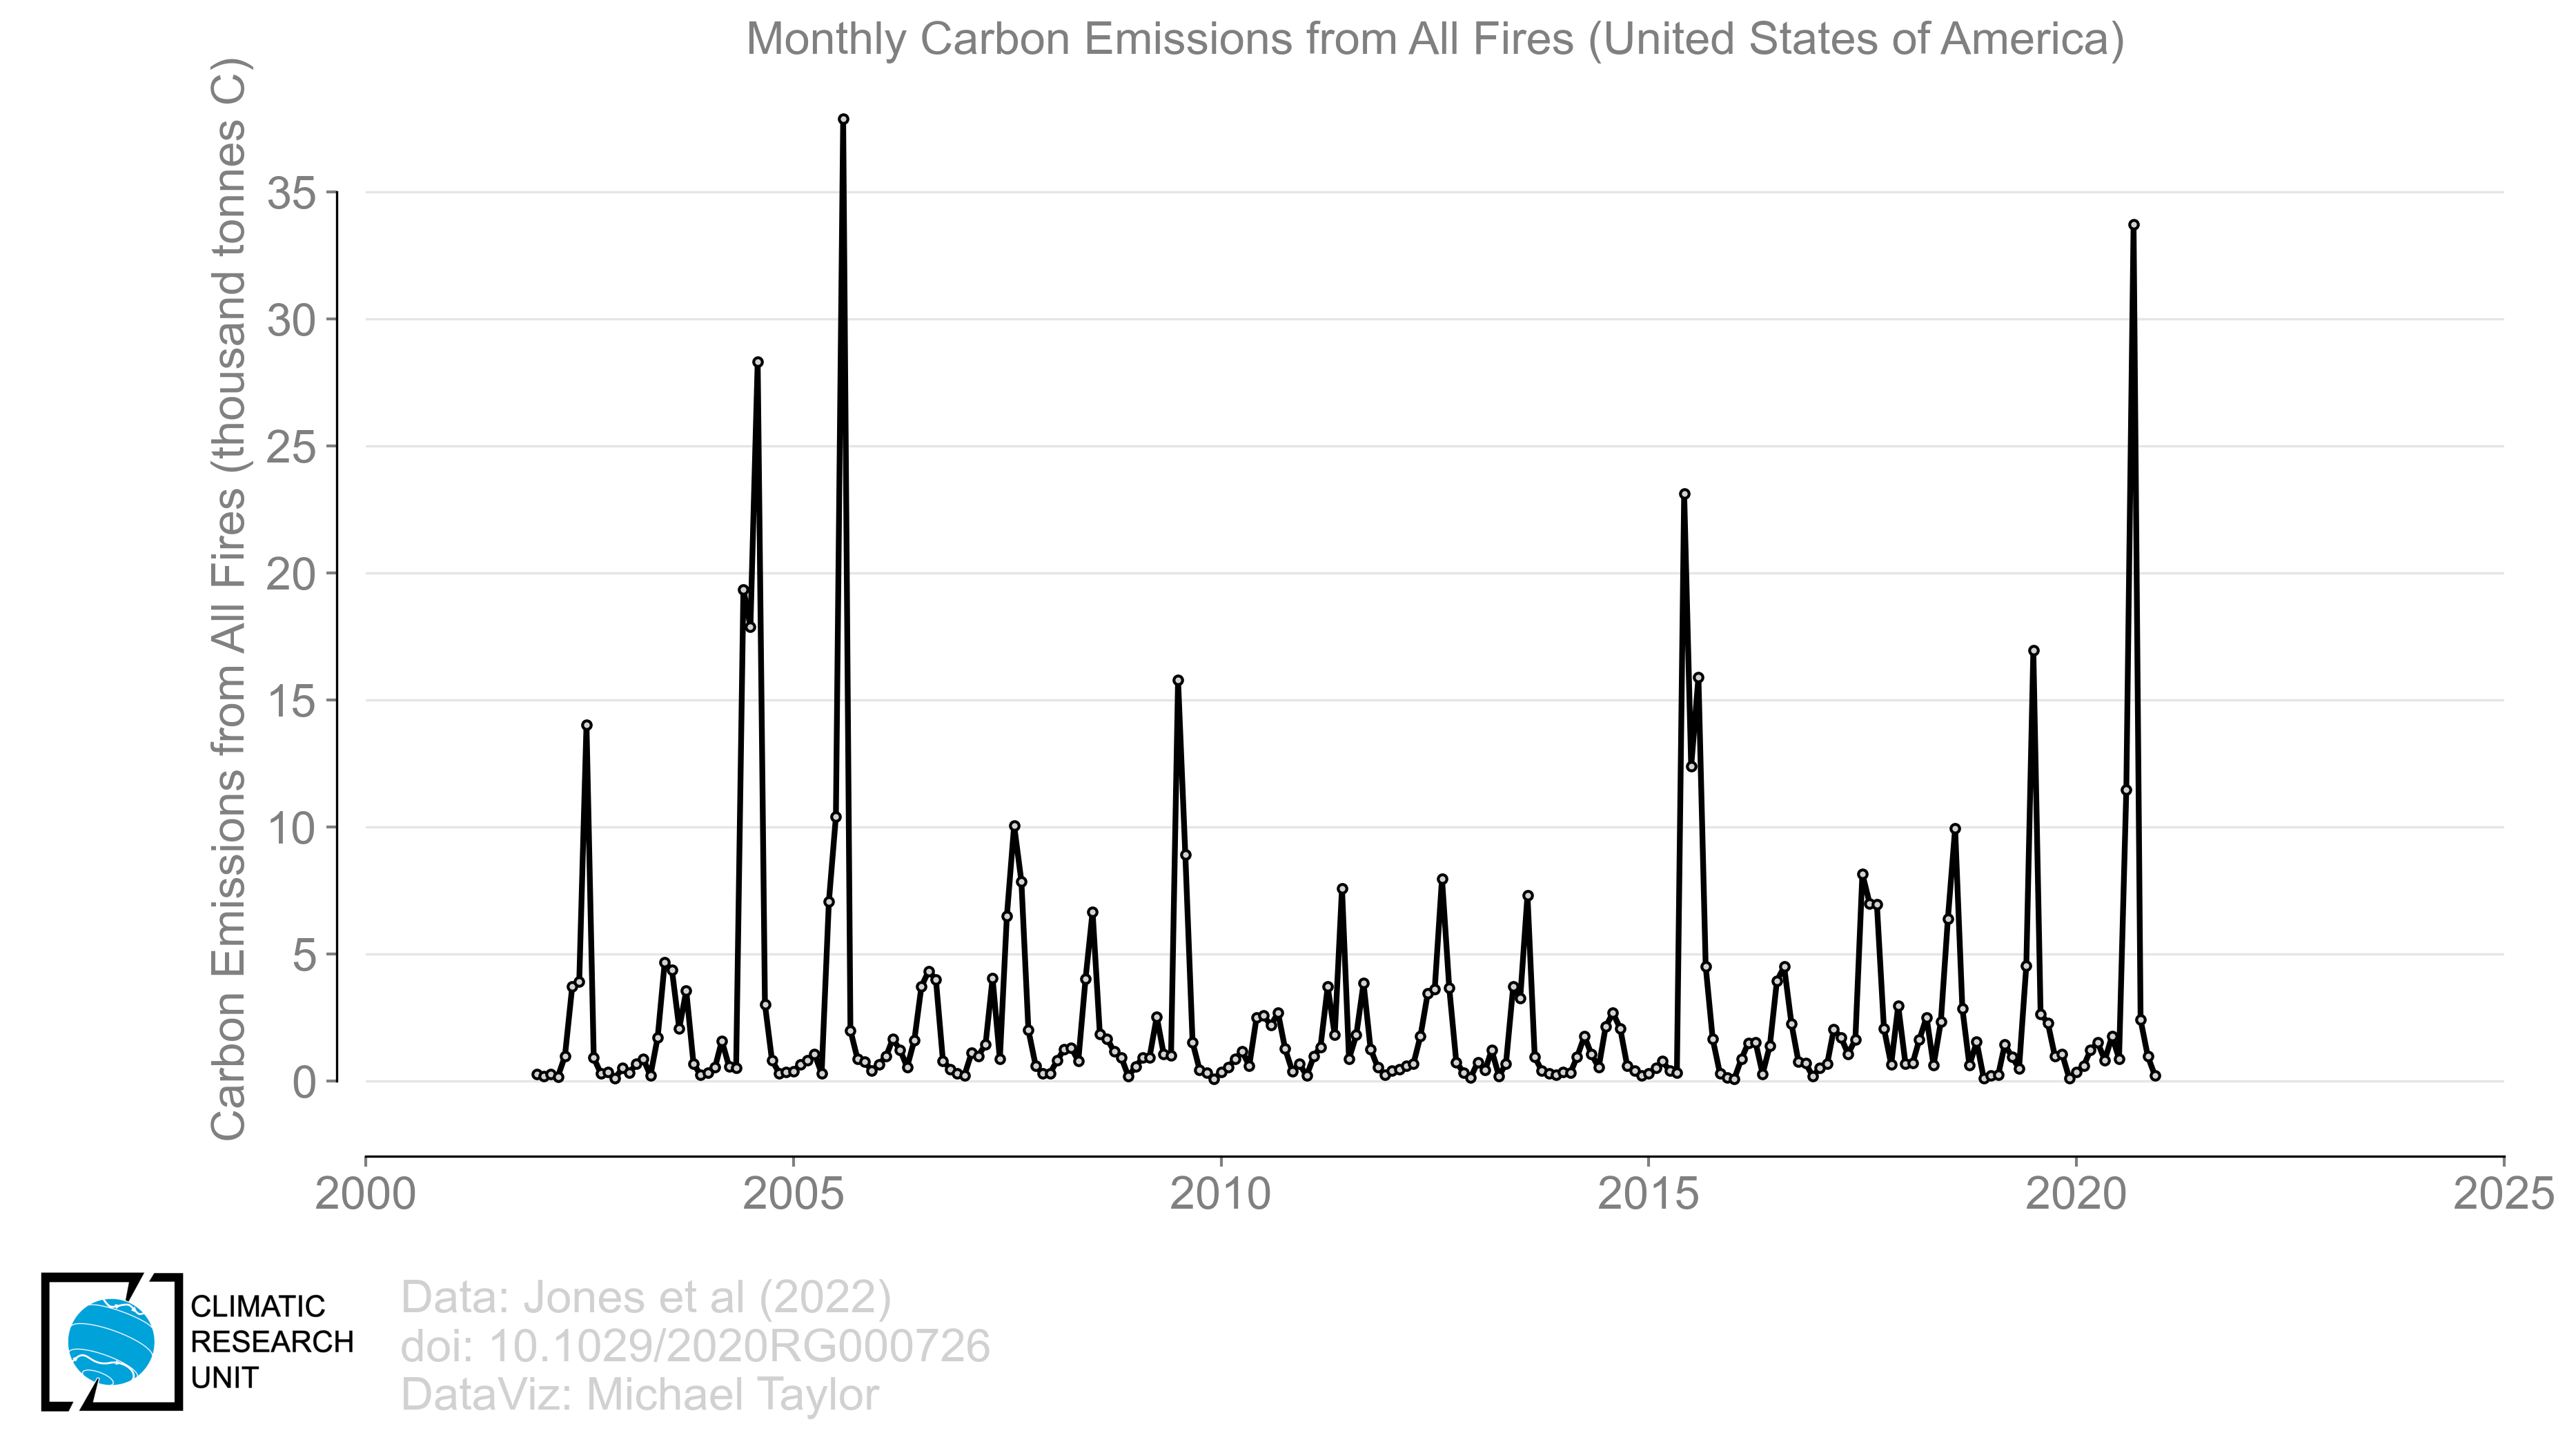 Monthly Carbon Emissions from All Fires (United States of America)
Carbon Emissions from All Fires (thousand tonnes C)
35
30
25
20
15
10
5
0
2000
2005
2010
2015
2020
2025
CLIMATIC
RESEARCH
UNIT
Data: Jones et al (2022)
doi: 10.1029/2020RG000726
DataViz: Michael Taylor